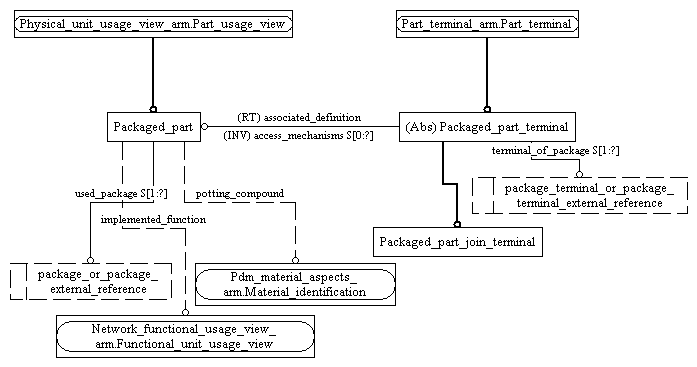 Physical_unit_usage_view_arm.Part_usage_view
Part_terminal_arm.Part_terminal
(RT) associated_definition
Packaged_part
(Abs) Packaged_part_terminal
(INV) access_mechanisms S[0:?]
terminal_of_package S[1:?]
used_package S[1:?]
potting_compound
package_terminal_or_package_
terminal_external_reference
implemented_function
Packaged_part_join_terminal
package_or_package_
external_reference
Pdm_material_aspects_
arm.Material_identification
Network_functional_usage_view_
arm.Functional_unit_usage_view